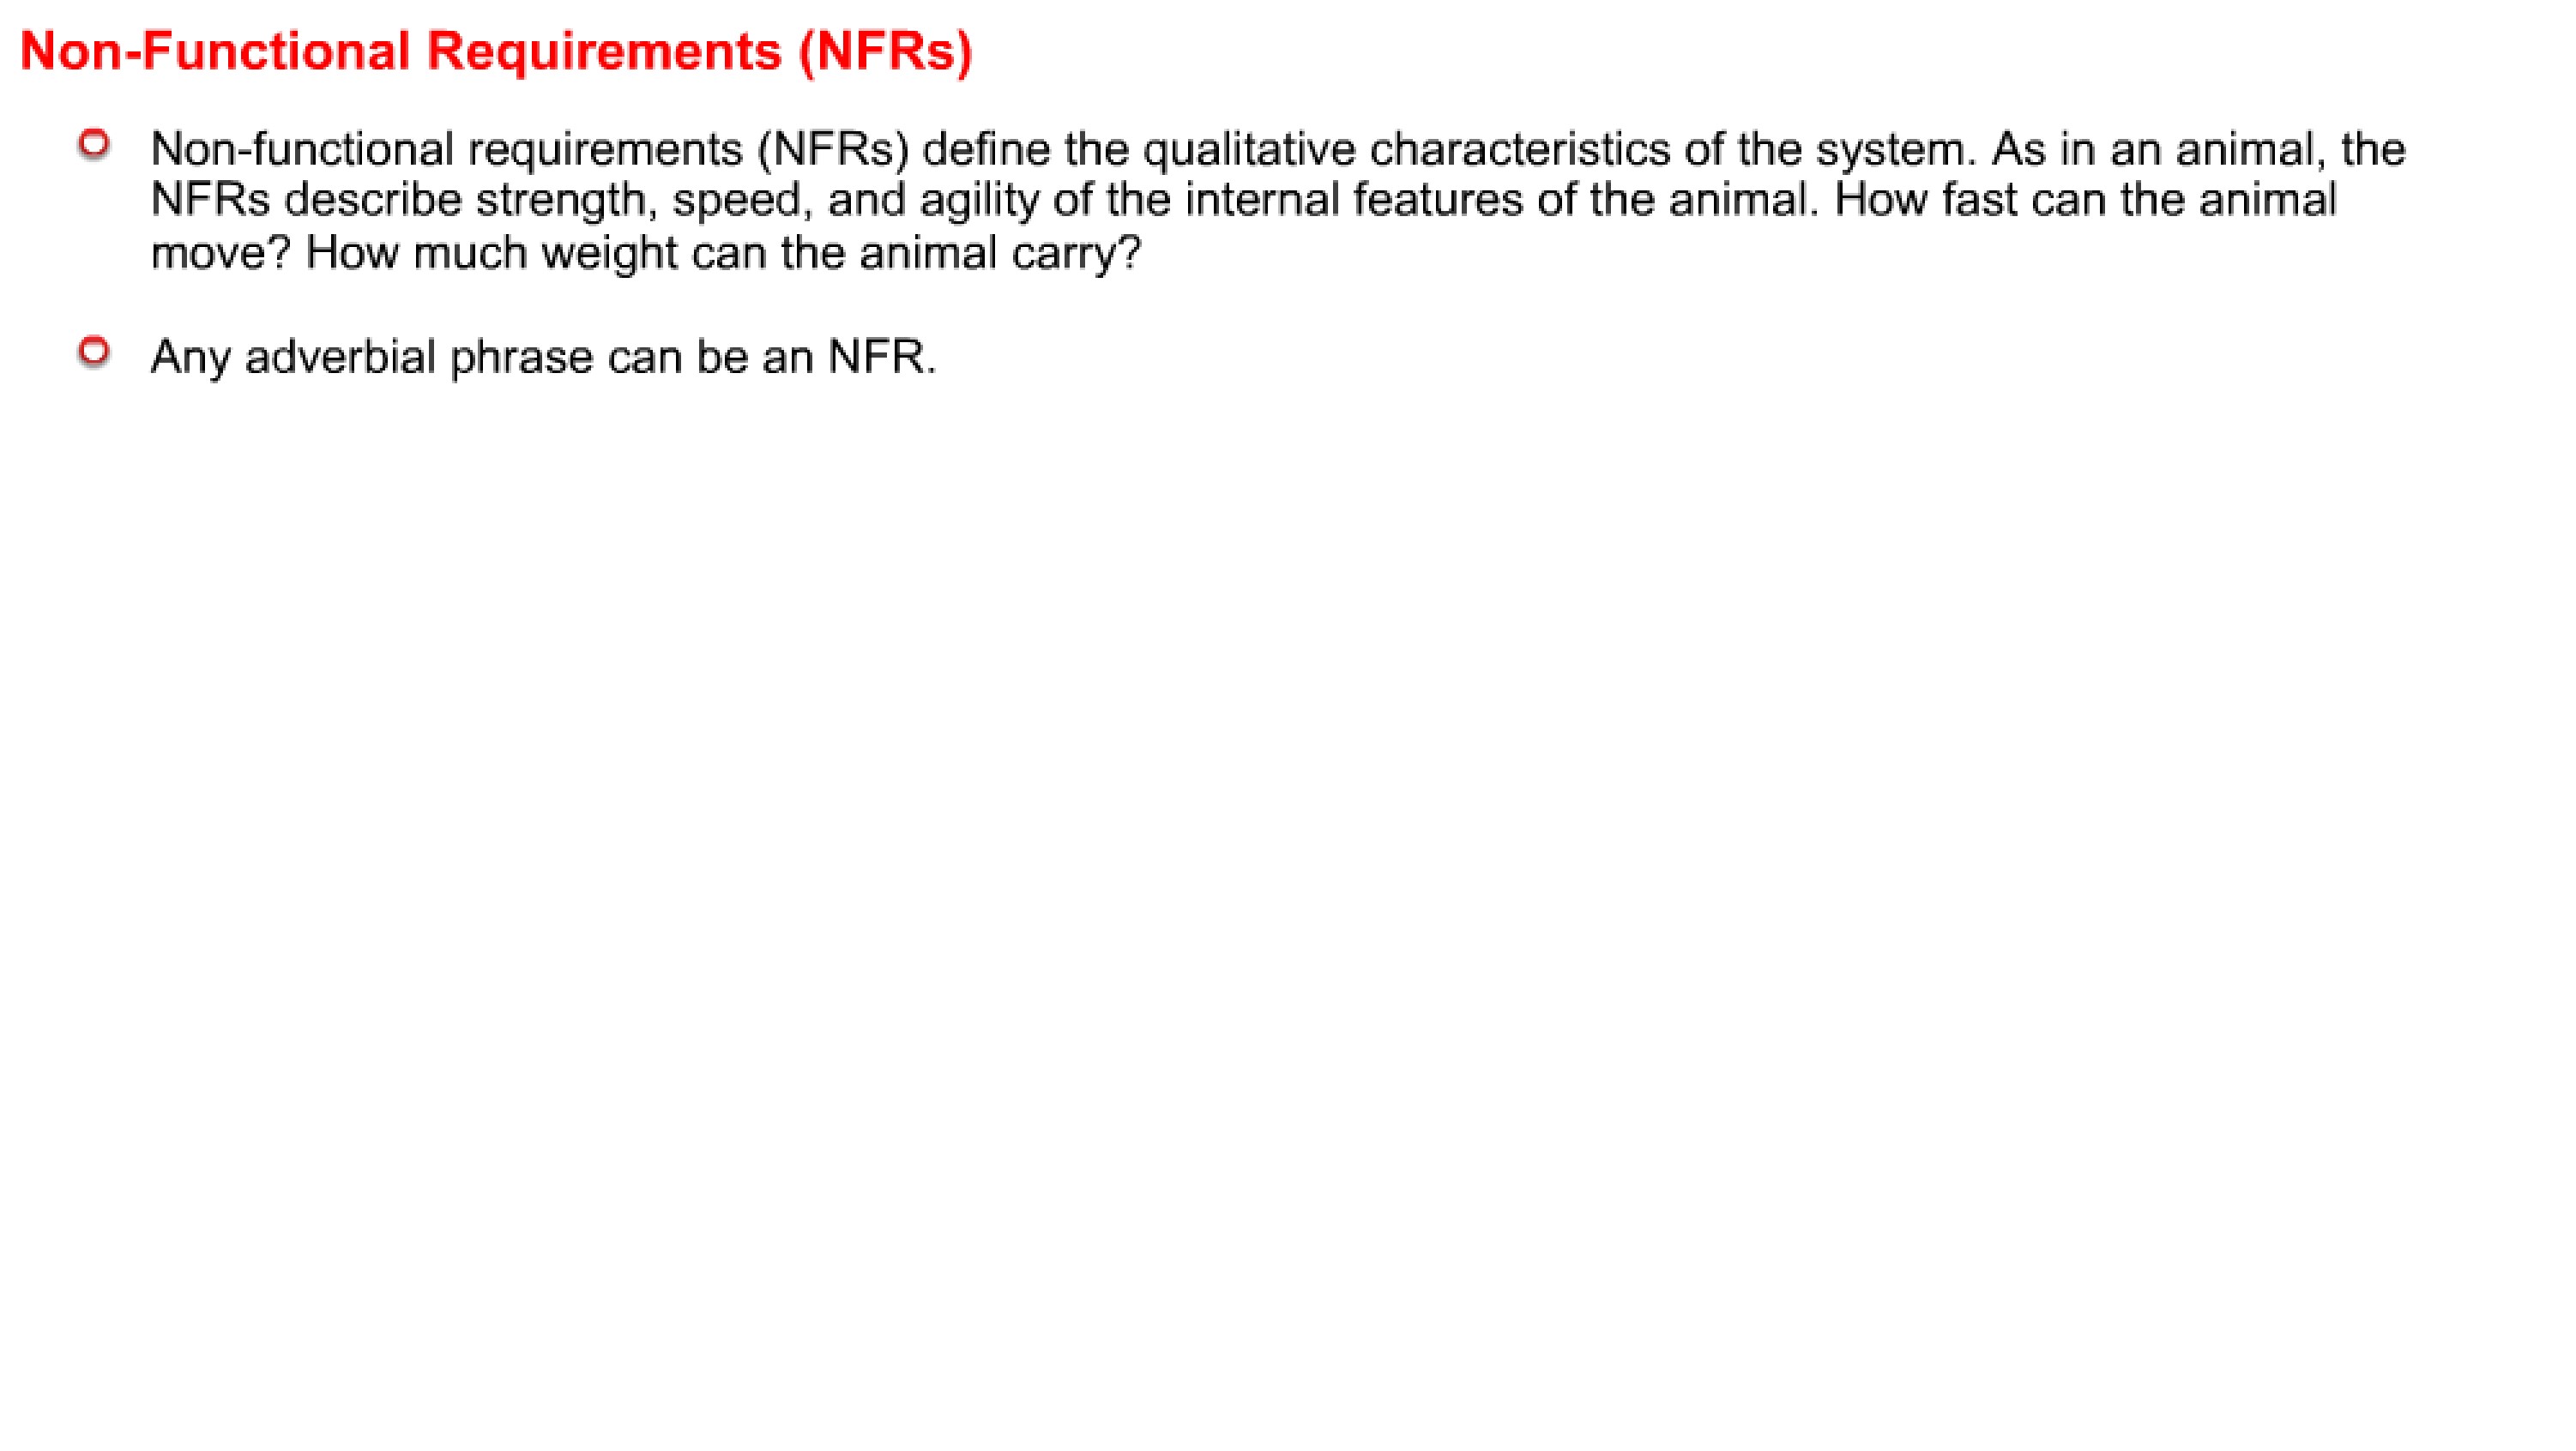 Non-Functional Requirements (NFRs)
Non-functional requirements (NFRs) define the qualitative characteristics of the system. As in an animal, the
NFRs describe strength, speed, and agility of the internal features of the animal. How fast can the animal
move? How much weight can the animal carry?
Any adverbial phrase can be an NFR.